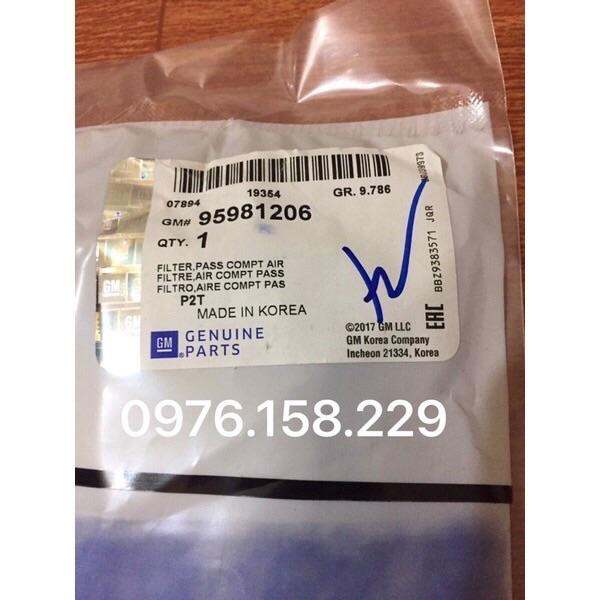 07894 19354 GR. 9.786
GM# 95981206
QTY. 1
FILTER,PASS COMPT AIR
FILTRE,AIR COMPT PASS
FILTRO,AIRE COMPT PAS
P2T
MADE IN KOREA
GM GENUINE
PARTS
©2017 GM LLC
GM Korea Company
Incheon 21334, Korea
EAC
BBZ9383571 JQR
GM
0976.158.229